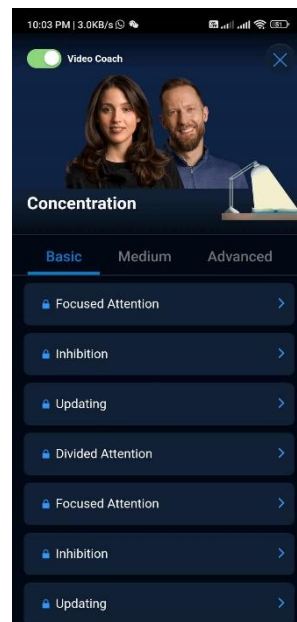 10:03 PM | 3.0KB/s
Video Coach
Concentration
Basic Medium Advanced
Focused Attention
Inhibition
Updating
Divided Attention
Focused Attention
Inhibition
Updating